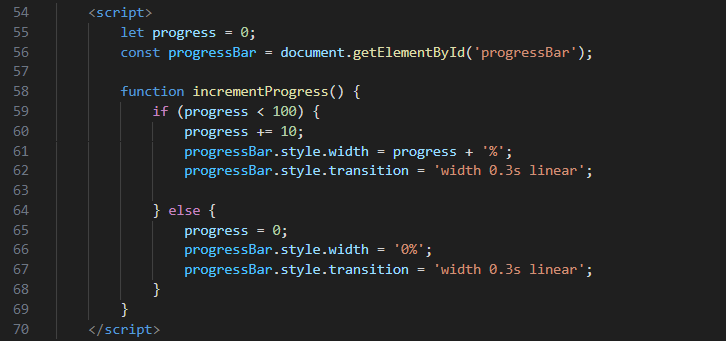 54 <script>
55 let progress = 0;
56 const progressBar = document.getElementById('progressBar');
57
58 function incrementProgress() {
59 if (progress < 100) {
60 progress += 10;
61 progressBar.style.width = progress + '%';
62 progressBar.style.transition = 'width 0.3s linear';
63
64 } else {
65 progress = 0;
66 progressBar.style.width = '0%';
67 progressBar.style.transition = 'width 0.3s linear';
68 }
69 }
70 </script>